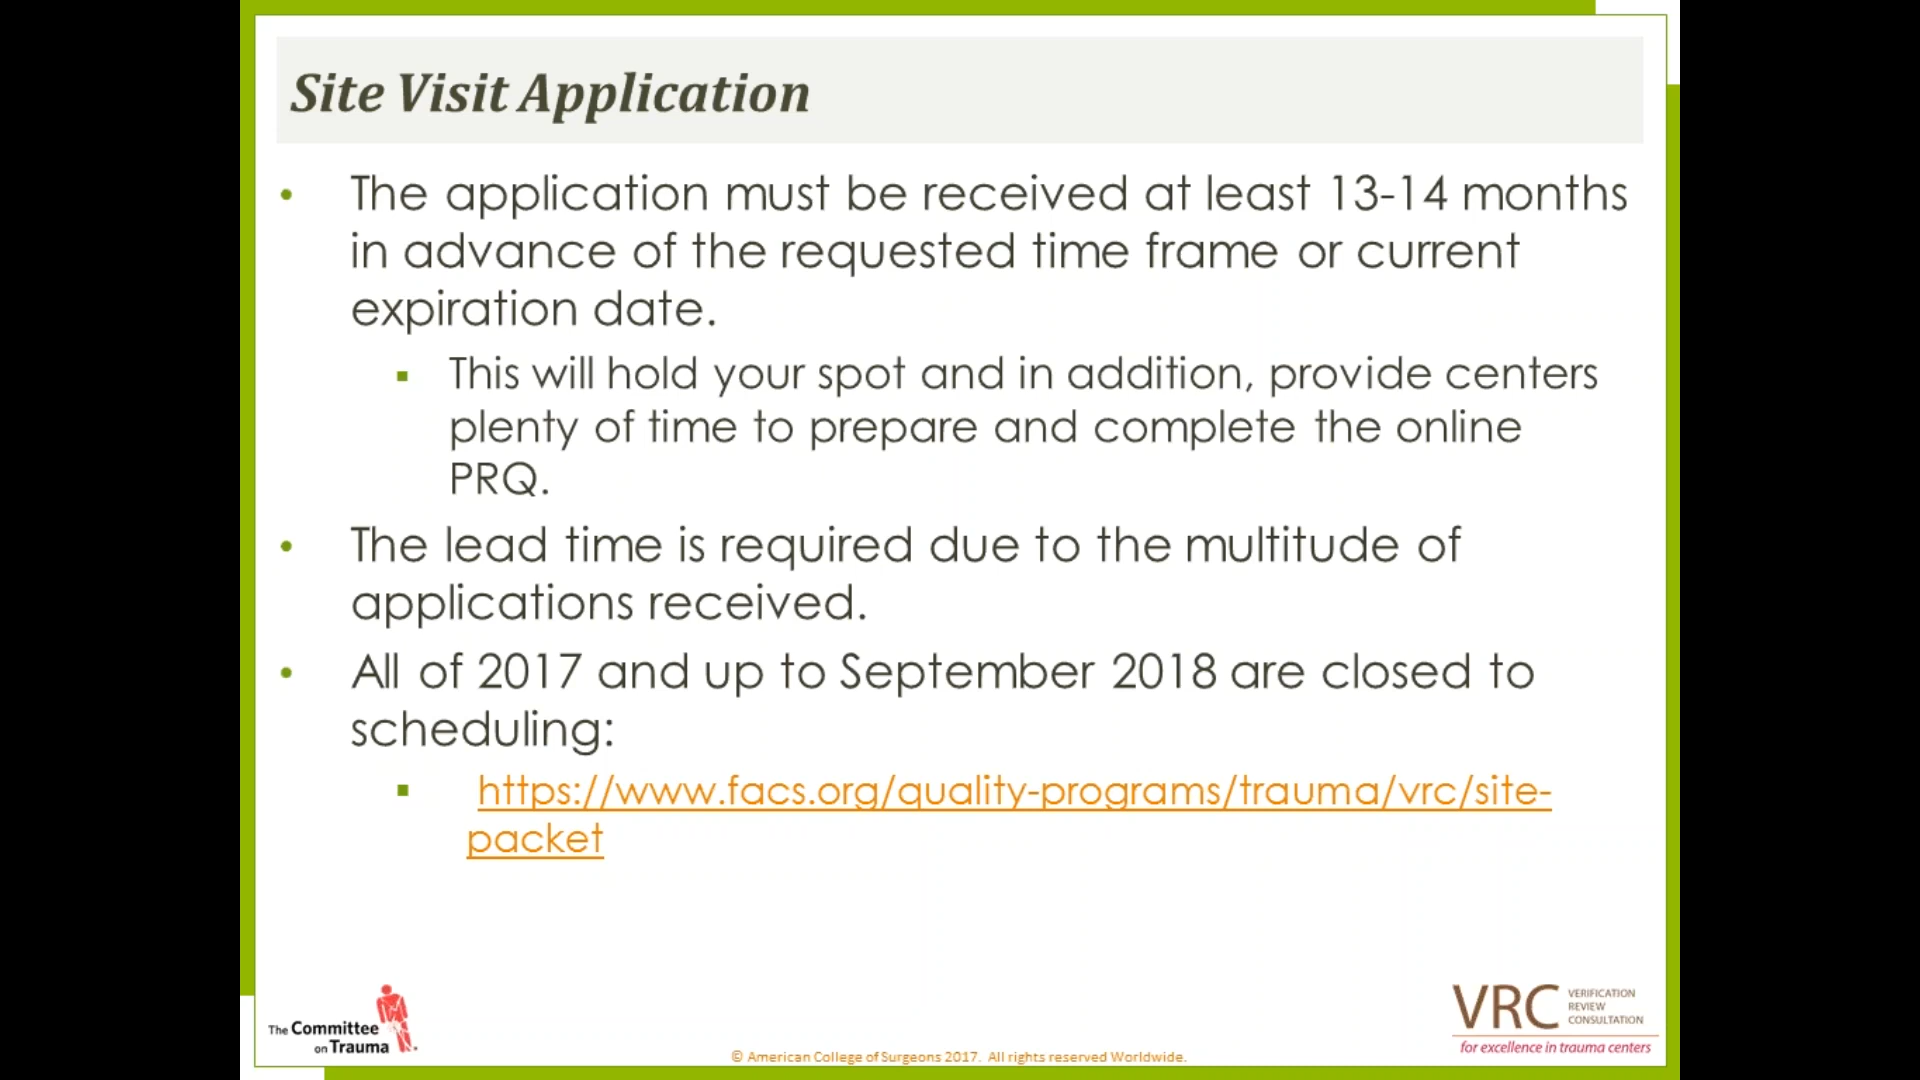 Site Visit Application
• The application must be received at least 13-14 months
in advance of the requested time frame or current
expiration date.
▪ This will hold your spot and in addition, provide centers
plenty of time to prepare and complete the online
PRQ.
• The lead time is required due to the multitude of
applications received.
• All of 2017 and up to September 2018 are closed to
scheduling:
▪ https://www.facs.org/quality-programs/trauma/vrc/site-
packet
The Committee
on Trauma
© American College of Surgeons 2017. All rights reserved Worldwide.
VRC
VERIFICATION
REVIEW
CONSULTATION
for excellence in trauma centers